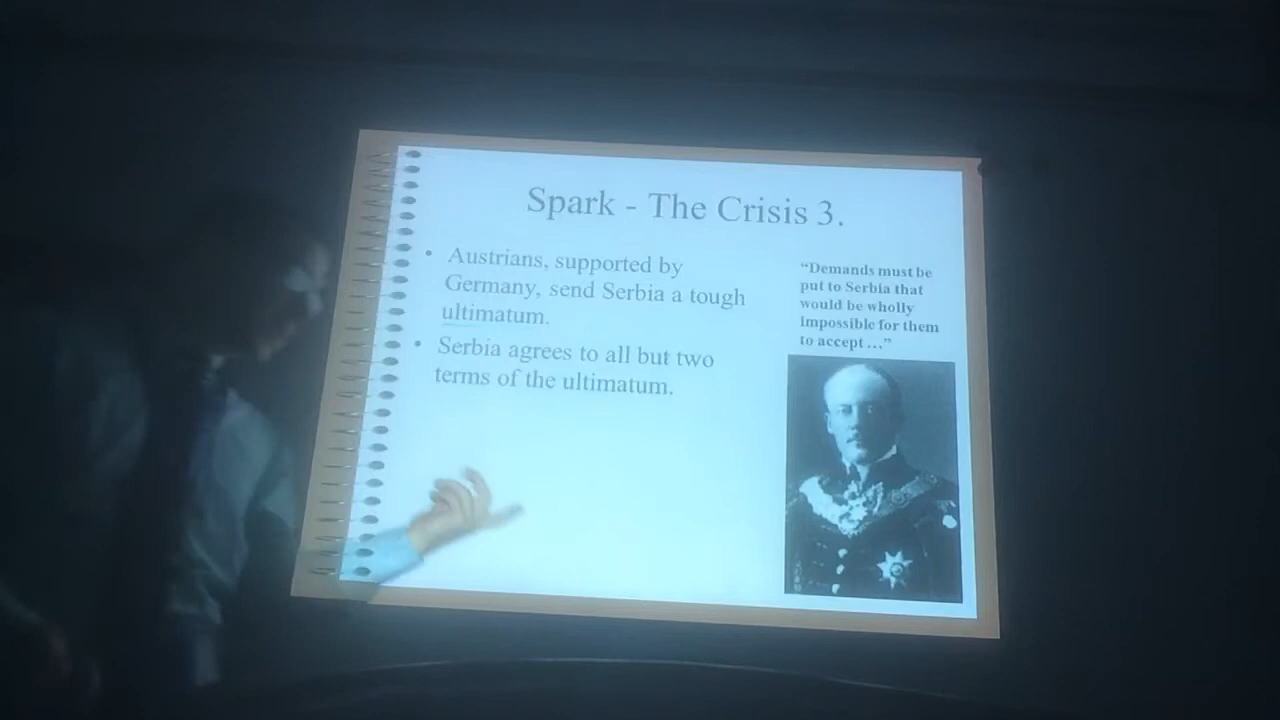 Spark - The Crisis 3.
• Austrians, supported by
Germany, send Serbia a tough
ultimatum.
• Serbia agrees to all but two
terms of the ultimatum.
“Demands must be
put to Serbia that
would be wholly
impossible for them
to accept ...”